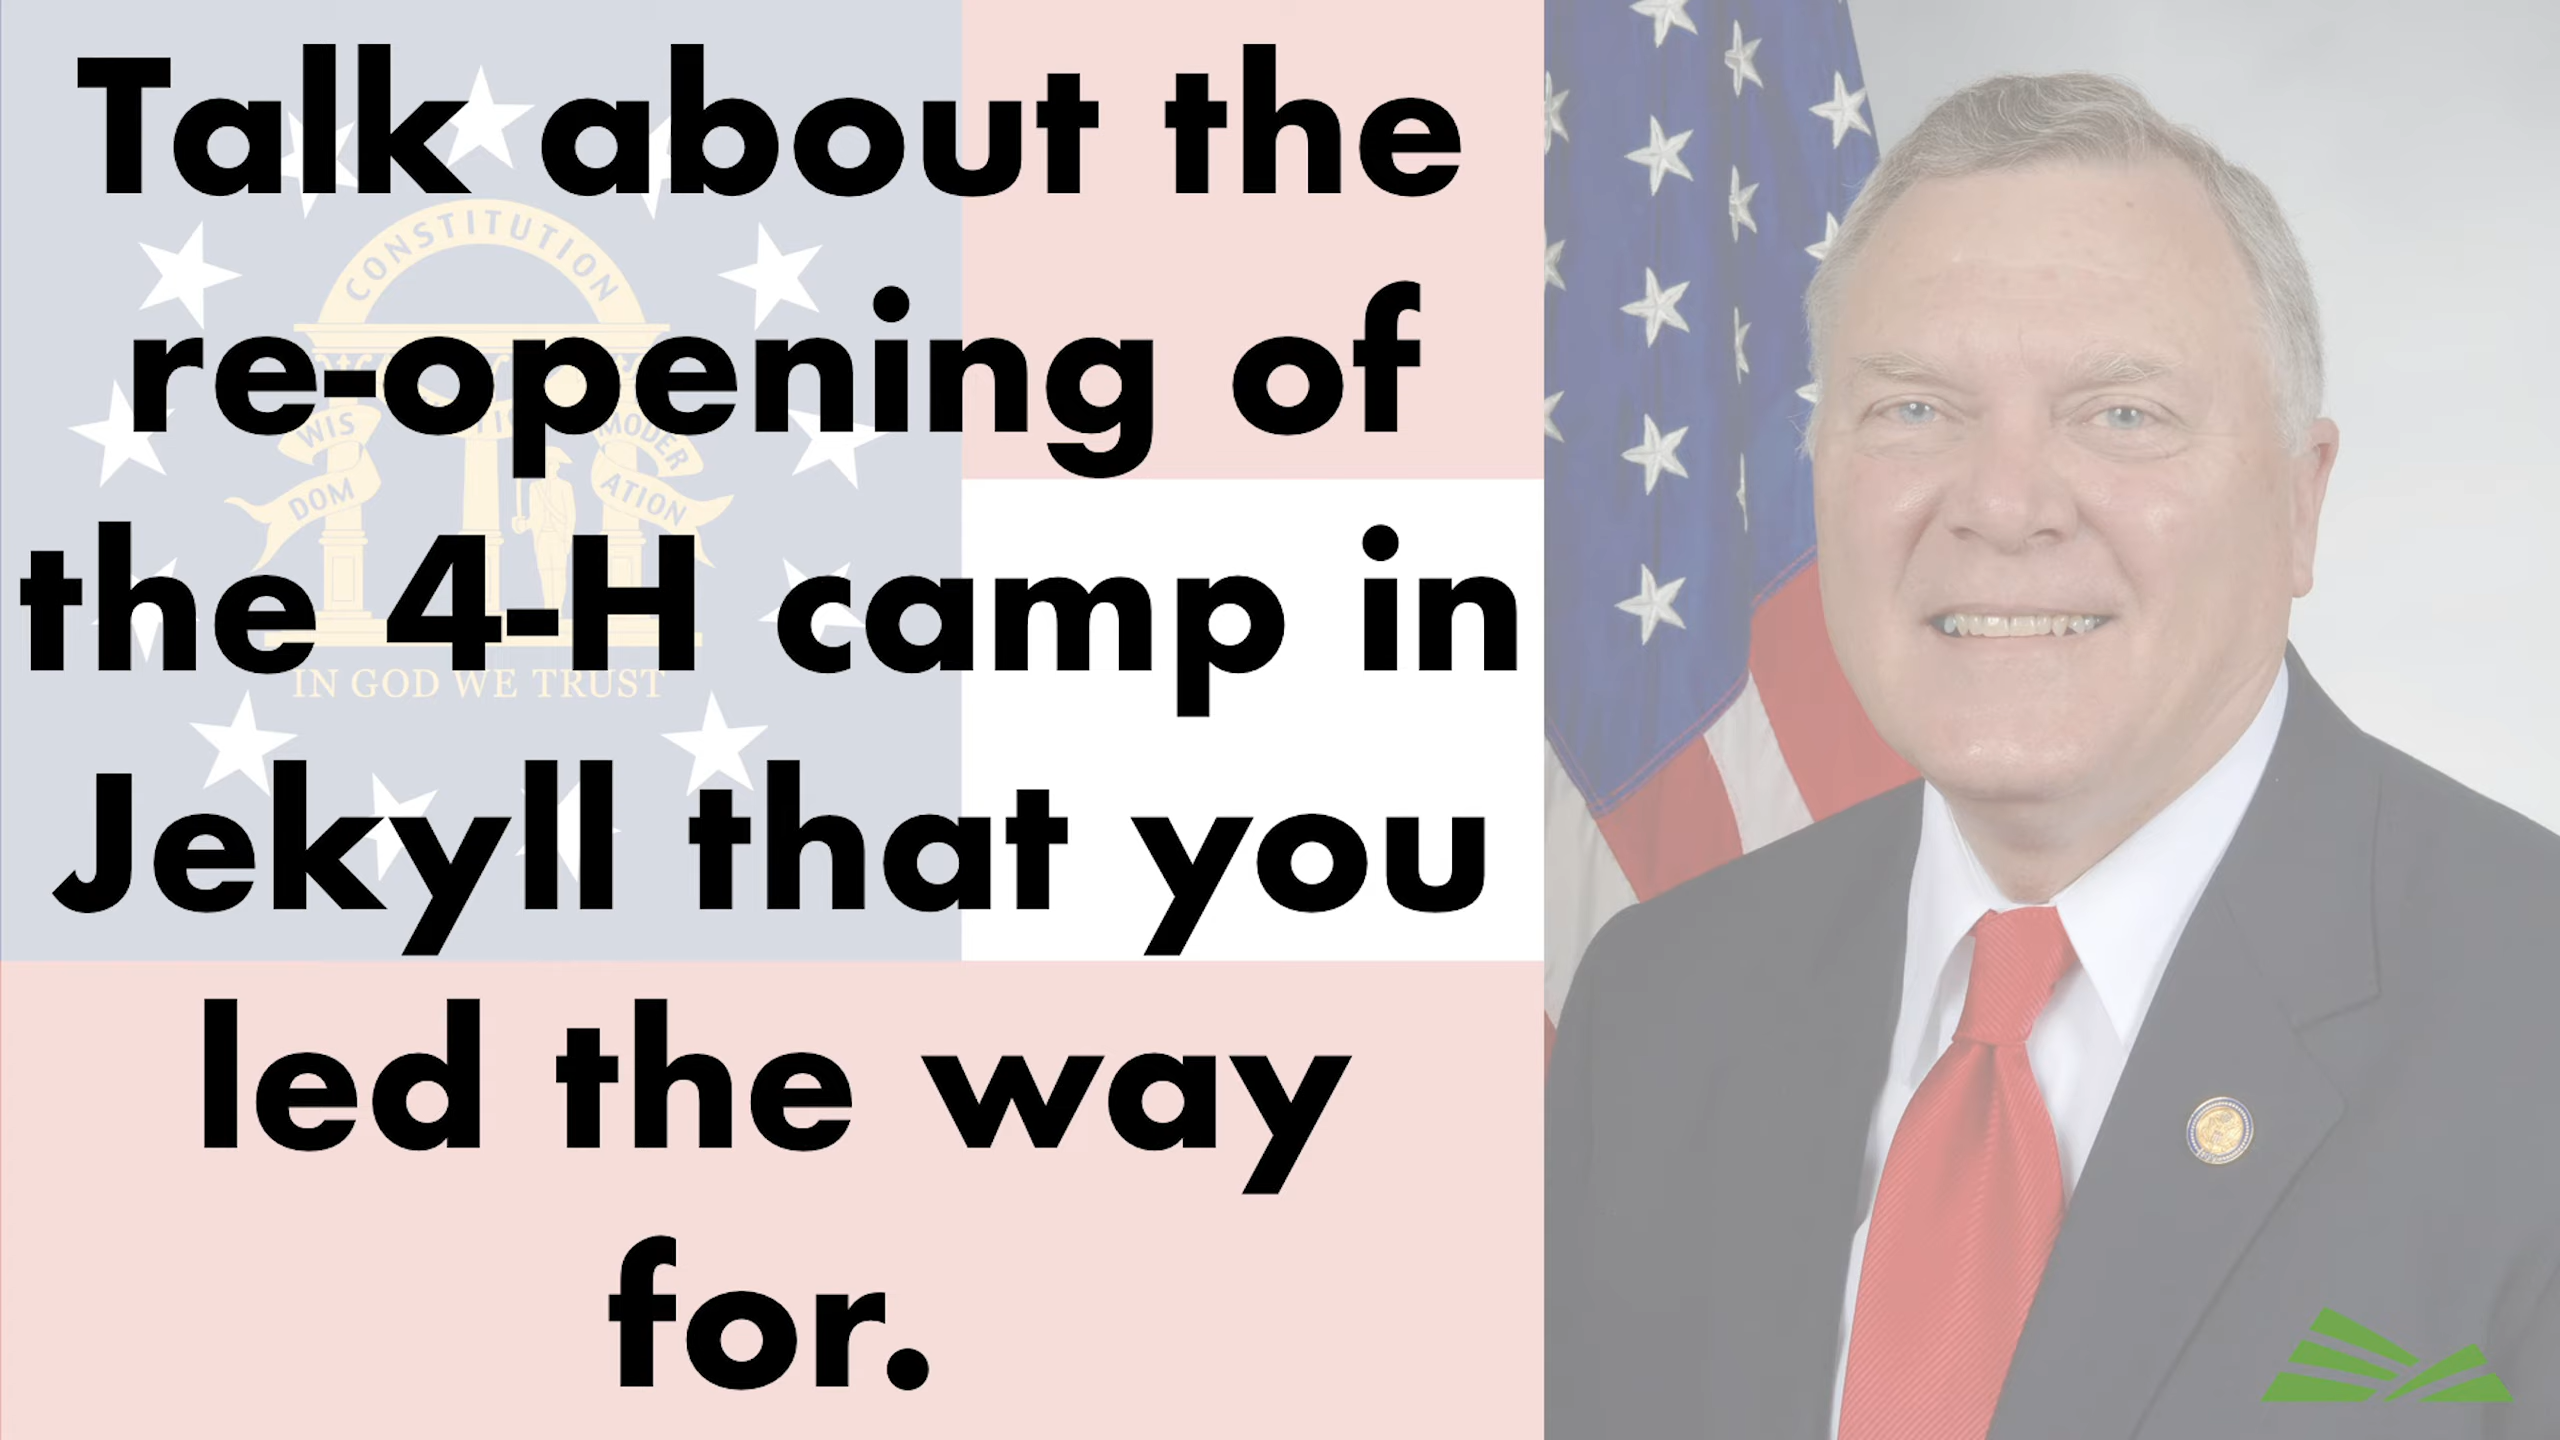 Talk about the
re-opening of
the 4-H camp in
Jekyll that you
led the way
for.
CONSTITUTION
WIS
DOM
MODER
ATION
IN GOD WE TRUST